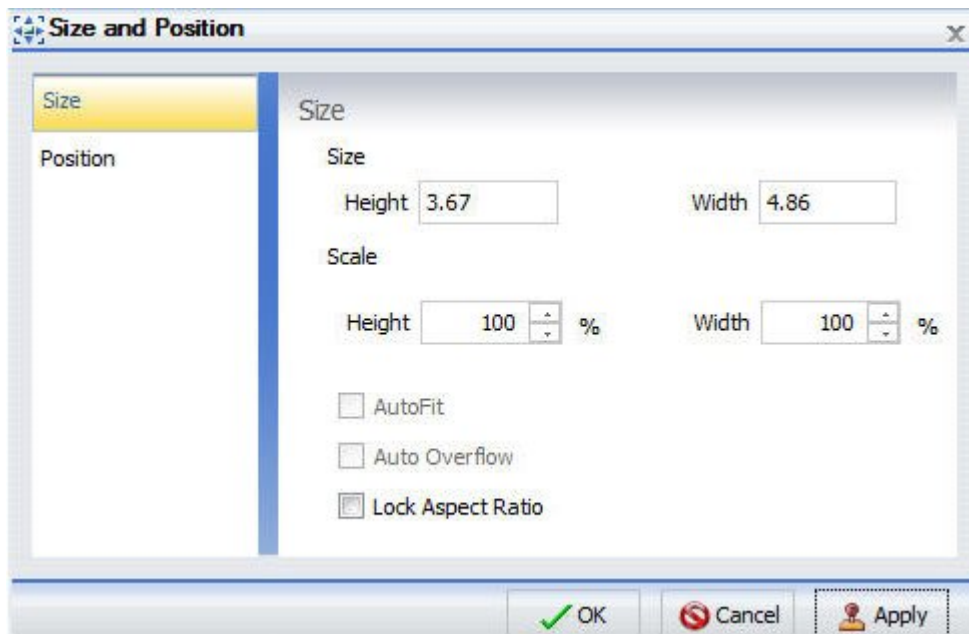 Size and Position
x
Size
Position
Size
Size
Height 3.67 Width 4.86
Scale
Height 100 % Width 100 %
AutoFit
Auto Overflow
Lock Aspect Ratio
OK Cancel Apply